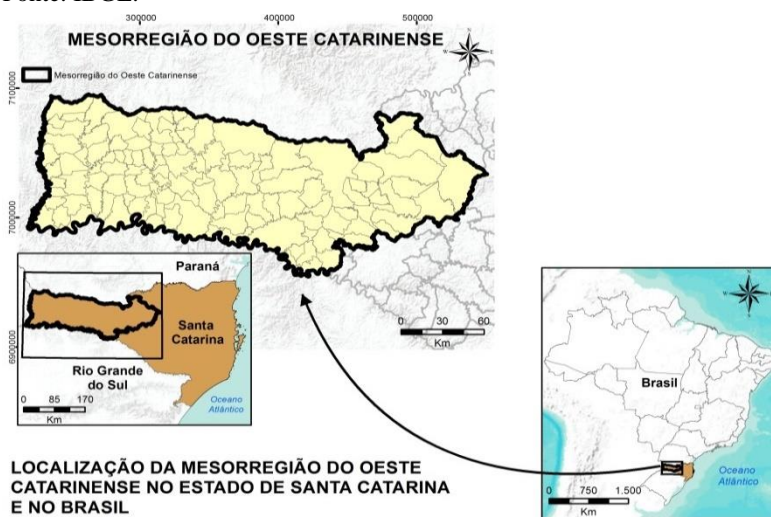 Fonte: IBGE.
300000 400000 500000
MESORREGIÃO DO OESTE CATARINENSE
Mesorregião do Oeste Catarinense
7100000
7000000
6900000
0 30 60
Km
Paraná
Santa
Catarina
Rio Grande
do Sul
Oceano
Atlântico
0 85 170
Km
Brasil
Oceano
Atlântico
0 750 1.500
Km
LOCALIZAÇÃO DA MESORREGIÃO DO OESTE
CATARINENSE NO ESTADO DE SANTA CATARINA
E NO BRASIL